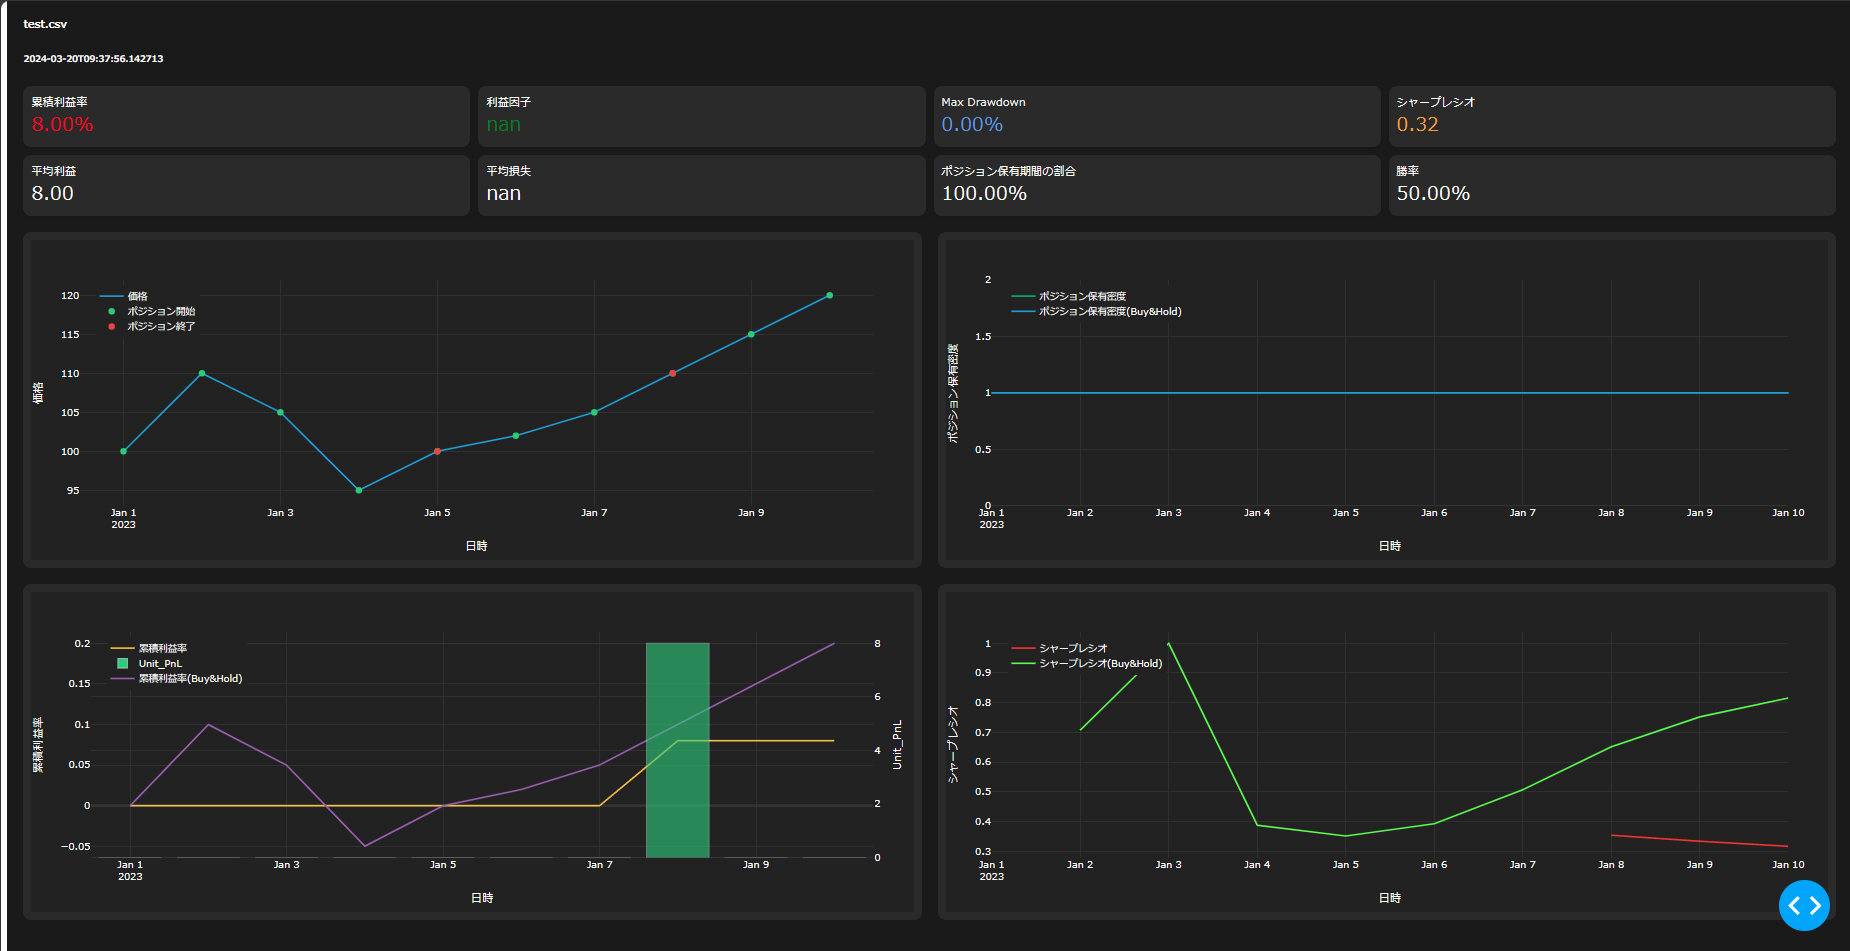 test.csv
2024-03-20T09:37:56.142713
累積利益率
8.00%
利益因子
nan
Max Drawdown
0.00%
シャープレシオ
0.32
平均利益
8.00
平均損失
nan
ポジション保有期間の割合
100.00%
勝率
50.00%
価格
ポジション開始
ポジション終了
120
115
110
105
100
95
価格
Jan 1
2023
Jan 3
Jan 5
Jan 7
Jan 9
日時
ポジション保有密度
ポジション保有密度(Buy&Hold)
2
1.5
1
0.5
0
ポジション保有密度
Jan 1
2023
Jan 2
Jan 3
Jan 4
Jan 5
Jan 6
Jan 7
Jan 8
Jan 9
Jan 10
日時
累積利益率
Unit_PnL
累積利益率(Buy&Hold)
0.2
0.15
0.1
0.05
0
−0.05
累積利益率
8
6
4
2
0
Unit_PnL
Jan 1
2023
Jan 3
Jan 5
Jan 7
Jan 9
日時
シャープレシオ
シャープレシオ(Buy&Hold)
1
0.9
0.8
0.7
0.6
0.5
0.4
0.3
シャープレシオ
Jan 1
2023
Jan 2
Jan 3
Jan 4
Jan 5
Jan 6
Jan 7
Jan 8
Jan 9
Jan 10
日時